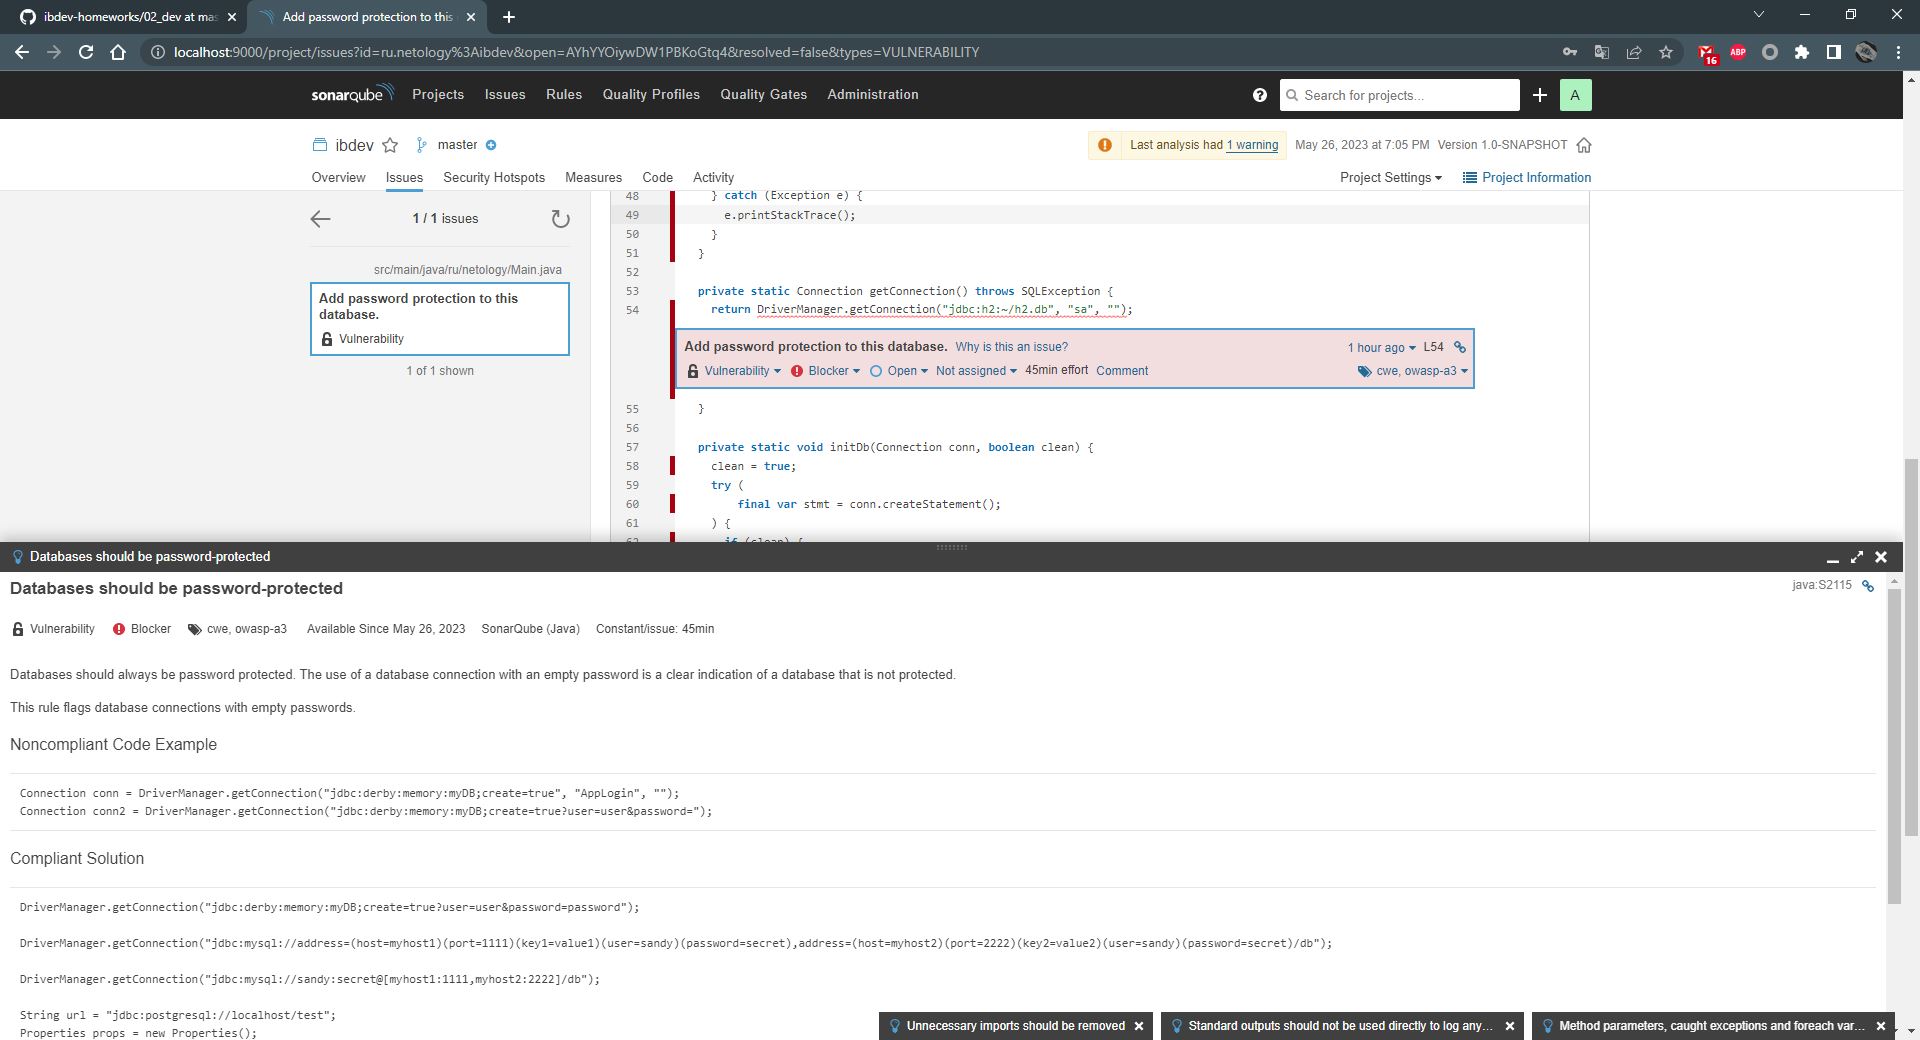 ibdev-homeworks/02_dev at mas
Add password protection to this
localhost:9000/project/issues?id=ru.netology%3Aibdev&open=AYhYYOiywDW1PBKoGtq4&resolved=false&types=VULNERABILITY
16
ABP
sonarqube Projects Issues Rules Quality Profiles Quality Gates Administration
Search for projects...
A
ibdev master
Last analysis had 1 warning May 26, 2023 at 7:05 PM Version 1.0-SNAPSHOT
Overview Issues Security Hotspots Measures Code Activity
Project Settings Project Information
1 / 1 issues
src/main/java/ru/netology/Main.java
Add password protection to this
database.
Vulnerability
1 of 1 shown
48 } catch (Exception e) {
49 e.printStackTrace();
50 }
51 }
52
53 private static Connection getConnection() throws SQLException {
54 return DriverManager.getConnection("jdbc:h2:~/h2.db", "sa", "");
Add password protection to this database. Why is this an issue? 1 hour ago L54
Vulnerability Blocker Open Not assigned 45min effort Comment cwe, owasp-a3
55 }
56
57 private static void initDb(Connection conn, boolean clean) {
58 clean = true;
59 try (
60 final var stmt = conn.createStatement();
61 ) {
62 if (clean) {
Databases should be password-protected
Databases should be password-protected
java:S2115
Vulnerability Blocker cwe, owasp-a3 Available Since May 26, 2023 SonarQube (Java) Constant/issue: 45min
Databases should always be password protected. The use of a database connection with an empty password is a clear indication of a database that is not protected.
This rule flags database connections with empty passwords.
Noncompliant Code Example
Connection conn = DriverManager.getConnection("jdbc:derby:memory:myDB;create=true", "AppLogin", "");
Connection conn2 = DriverManager.getConnection("jdbc:derby:memory:myDB;create=true?user=user&password=");
Compliant Solution
DriverManager.getConnection("jdbc:derby:memory:myDB;create=true?user=user&password=password");
DriverManager.getConnection("jdbc:mysql://address=(host=myhost1)(port=1111)(key1=value1)(user=sandy)(password=secret),address=(host=myhost2)(port=2222)(key2=value2)(user=sandy)(password=secret)/db");
DriverManager.getConnection("jdbc:mysql://sandy:secret@[myhost1:1111,myhost2:2222]/db");
String url = "jdbc:postgresql://localhost/test";
Properties props = new Properties();
Unnecessary imports should be removed
Standard outputs should not be used directly to log any...
Method parameters, caught exceptions and foreach var...